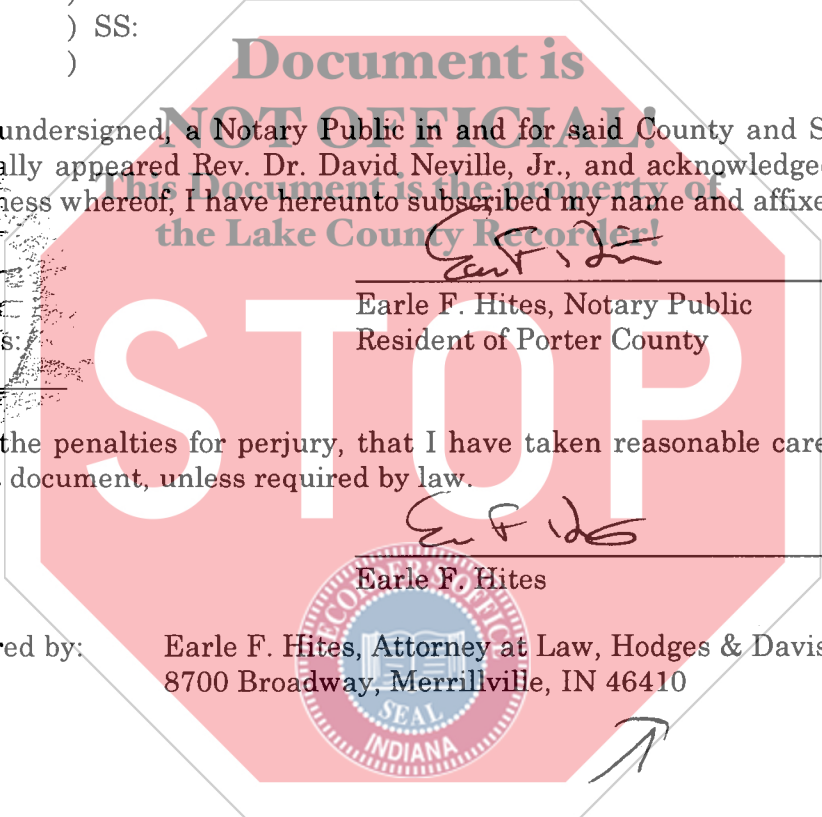 ) SS:
)
Document is
NOT OFFICIAL!
This Document is the property of
the Lake County Recorder!
undersigned, a Notary Public in and for said County and S
ally appeared Rev. Dr. David Neville, Jr., and acknowledge
ness whereof, I have hereunto subscribed my name and affixe
Earle F. Hites, Notary Public
Resident of Porter County
s:
STOP
the penalties for perjury, that I have taken reasonable care
document, unless required by law.
Earle F. Hites
RECORDER'S OFFICE
SEAL
INDIANA
red by: Earle F. Hites, Attorney at Law, Hodges & Davis
8700 Broadway, Merrillville, IN 46410